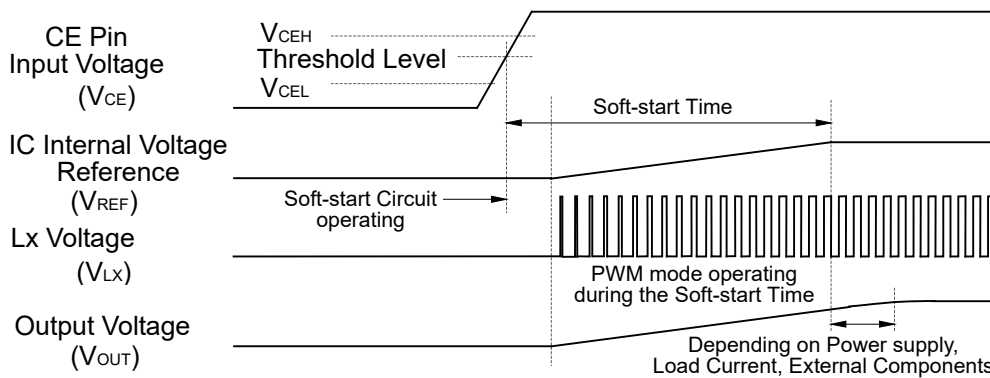 CE Pin
Input Voltage
(VCE)
VCEH
Threshold Level
VCEL
Soft-start Time
IC Internal Voltage
Reference
(VREF)
Soft-start Circuit
operating
Lx Voltage
(VLX)
PWM mode operating
during the Soft-start Time
Output Voltage
(VOUT)
Depending on Power supply,
Load Current, External Components